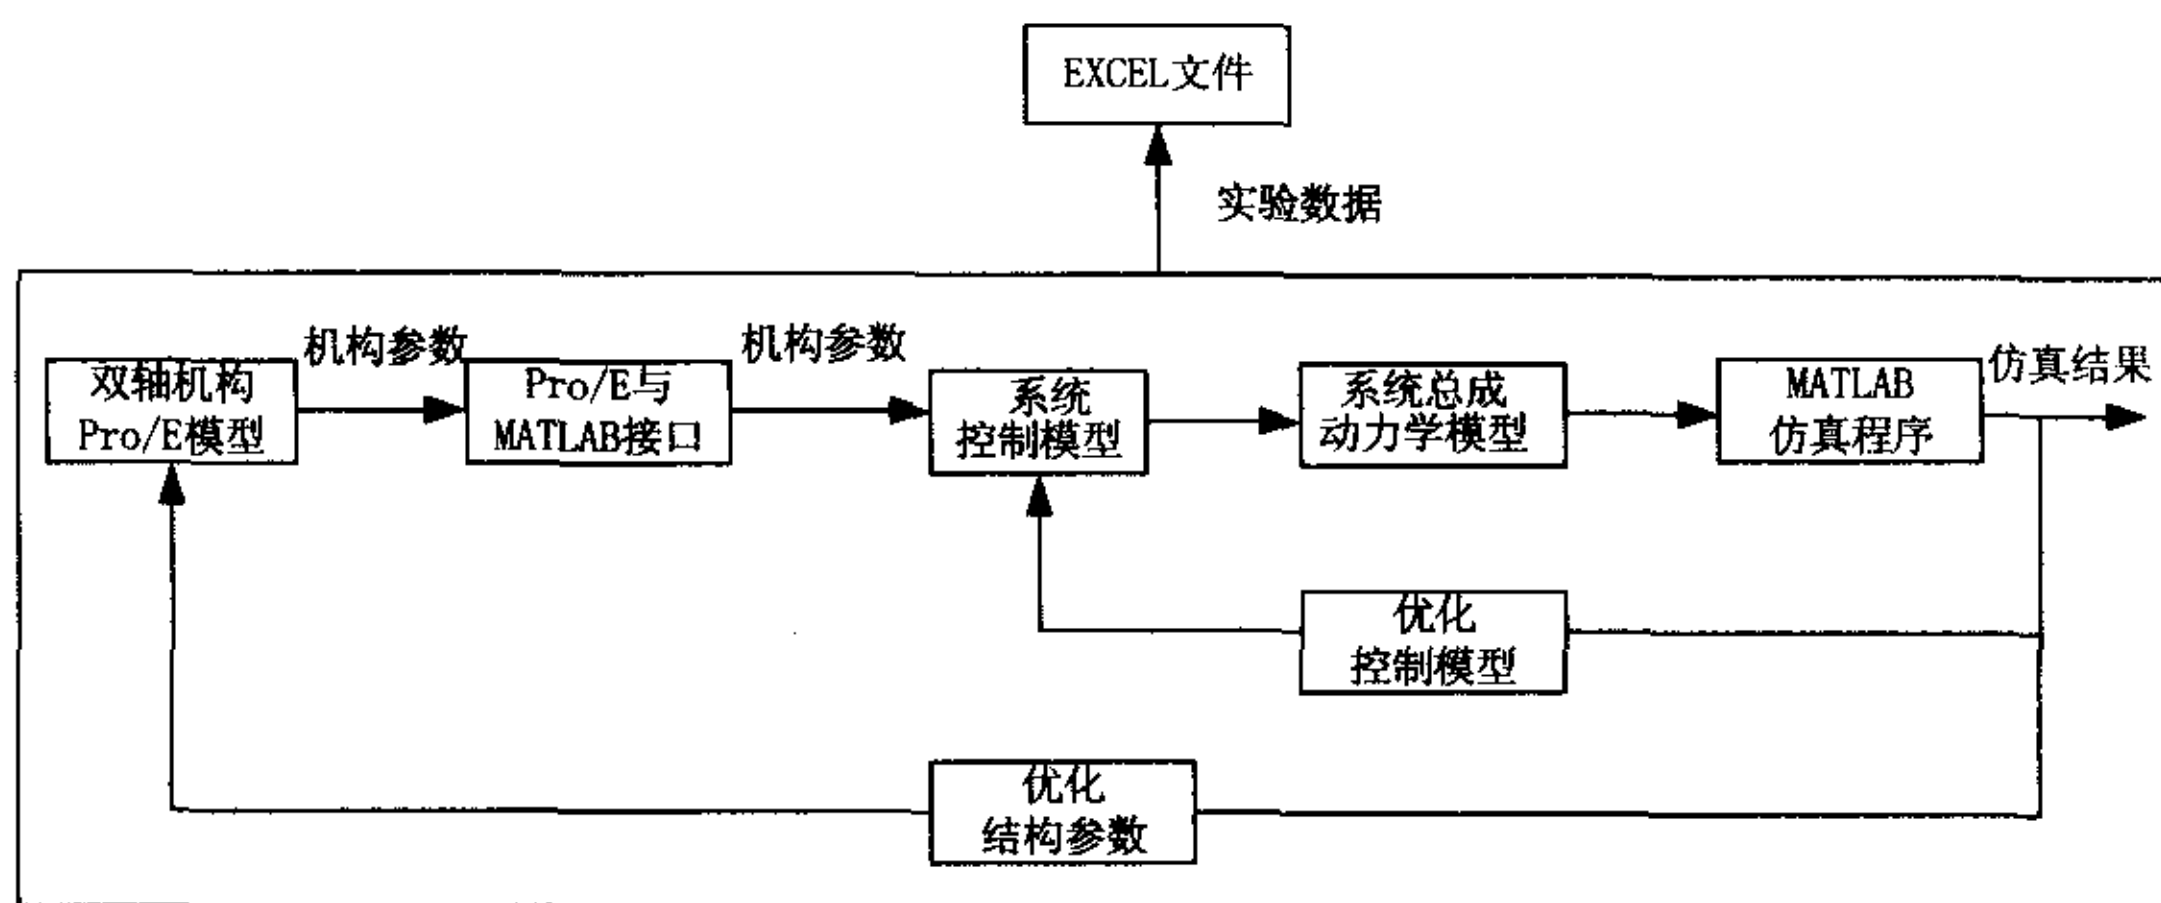 EXCEL文件
实验数据
机构参数
机构参数
仿真结果
双轴机构
Pro/E模型
Pro/E与
MATLAB接口
系统
控制模型
系统总成
动力学模型
MATLAB
仿真程序
优化
控制模型
优化
结构参数